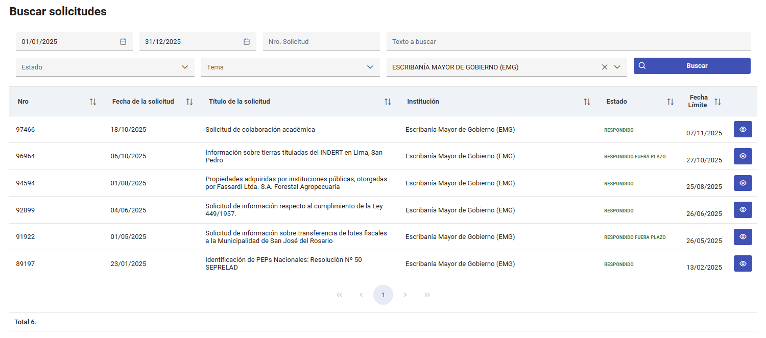 Buscar solicitudes
01/01/2025 31/12/2025 Nro. Solicitud Texto a buscar
Estado Tema ESCRIBANÍA MAYOR DE GOBIERNO (EMG) Buscar
Nro Fecha de la solicitud Título de la solicitud Institución Estado Fecha Límite
97466 18/10/2025 Solicitud de colaboración académica Escribanía Mayor de Gobierno (EMG) RESPONDIDO 07/11/2025
96964 06/10/2025 Información sobre tierras tituladas del INDERT en Lima, San
Pedro Escribanía Mayor de Gobierno (EMG) RESPONDIDO FUERA PLAZO 27/10/2025
94594 01/08/2025 Propiedades adquiridas por instituciones públicas, otorgadas
por Fassardi Ltda. S.A. Forestal Agropecuaria Escribanía Mayor de Gobierno (EMG) RESPONDIDO 25/08/2025
92899 04/06/2025 Solicitud de información respecto al cumplimiento de la Ley
449/1957. Escribanía Mayor de Gobierno (EMG) RESPONDIDO 26/06/2025
91922 01/05/2025 Solicitud de información sobre transferencia de lotes fiscales
a la Municipalidad de San José del Rosario Escribanía Mayor de Gobierno (EMG) RESPONDIDO FUERA PLAZO 26/05/2025
89197 23/01/2025 Identificación de PEPs Nacionales: Resolución Nº 50
SEPRELAD Escribanía Mayor de Gobierno (EMG) RESPONDIDO 13/02/2025
1
Total 6.